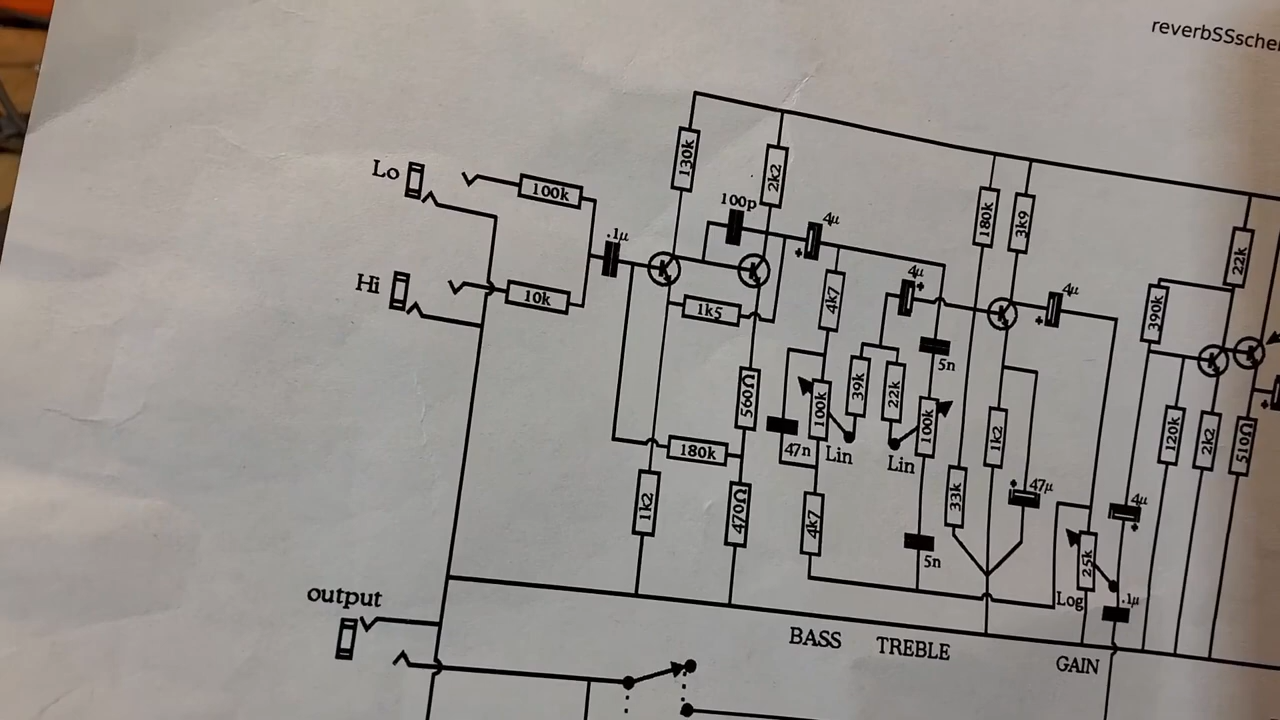 reverbSSsche
Lo
100k
Hi
10k
.1µ
130k
100p
2k2
4µ
1k5
560Ω
180k
1k2
470Ω
4k7
100k
47n
Lin
4k7
39k
22k
4µ
Lin
100k
5n
5n
180k
3k9
4µ
33k
1k2
47µ
25k
Log
4µ
.1µ
390k
22k
120k
2k2
510Ω
output
BASS
TREBLE
GAIN